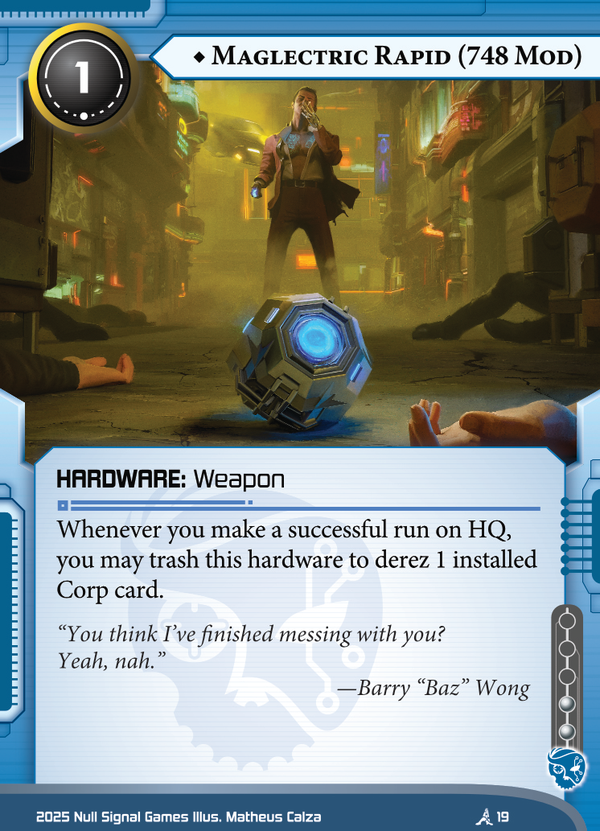 1
◆ Maglectric Rapid (748 Mod)
HARDWARE: Weapon
Whenever you make a successful run on HQ,
you may trash this hardware to derez 1 installed
Corp card.
“You think I’ve finished messing with you?
Yeah, nah.”
—Barry “Baz” Wong
2025 Null Signal Games Illus. Matheus Calza
19